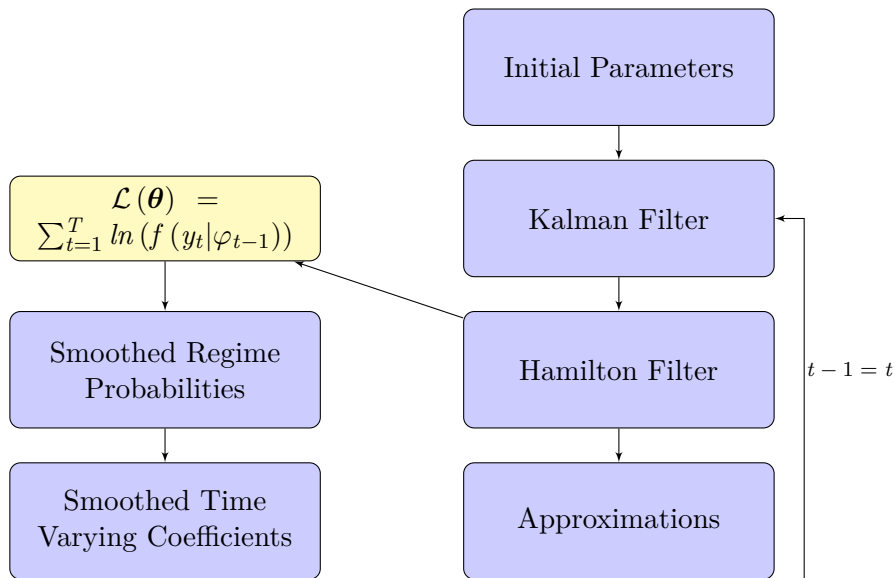 Initial Parameters
Kalman Filter
Hamilton Filter
Approximations
t − 1 = t
𝓛 (𝜽) =
∑_{t=1}^{T} ln (f (y_t|φ_{t−1}))
Smoothed Regime
Probabilities
Smoothed Time
Varying Coefficients